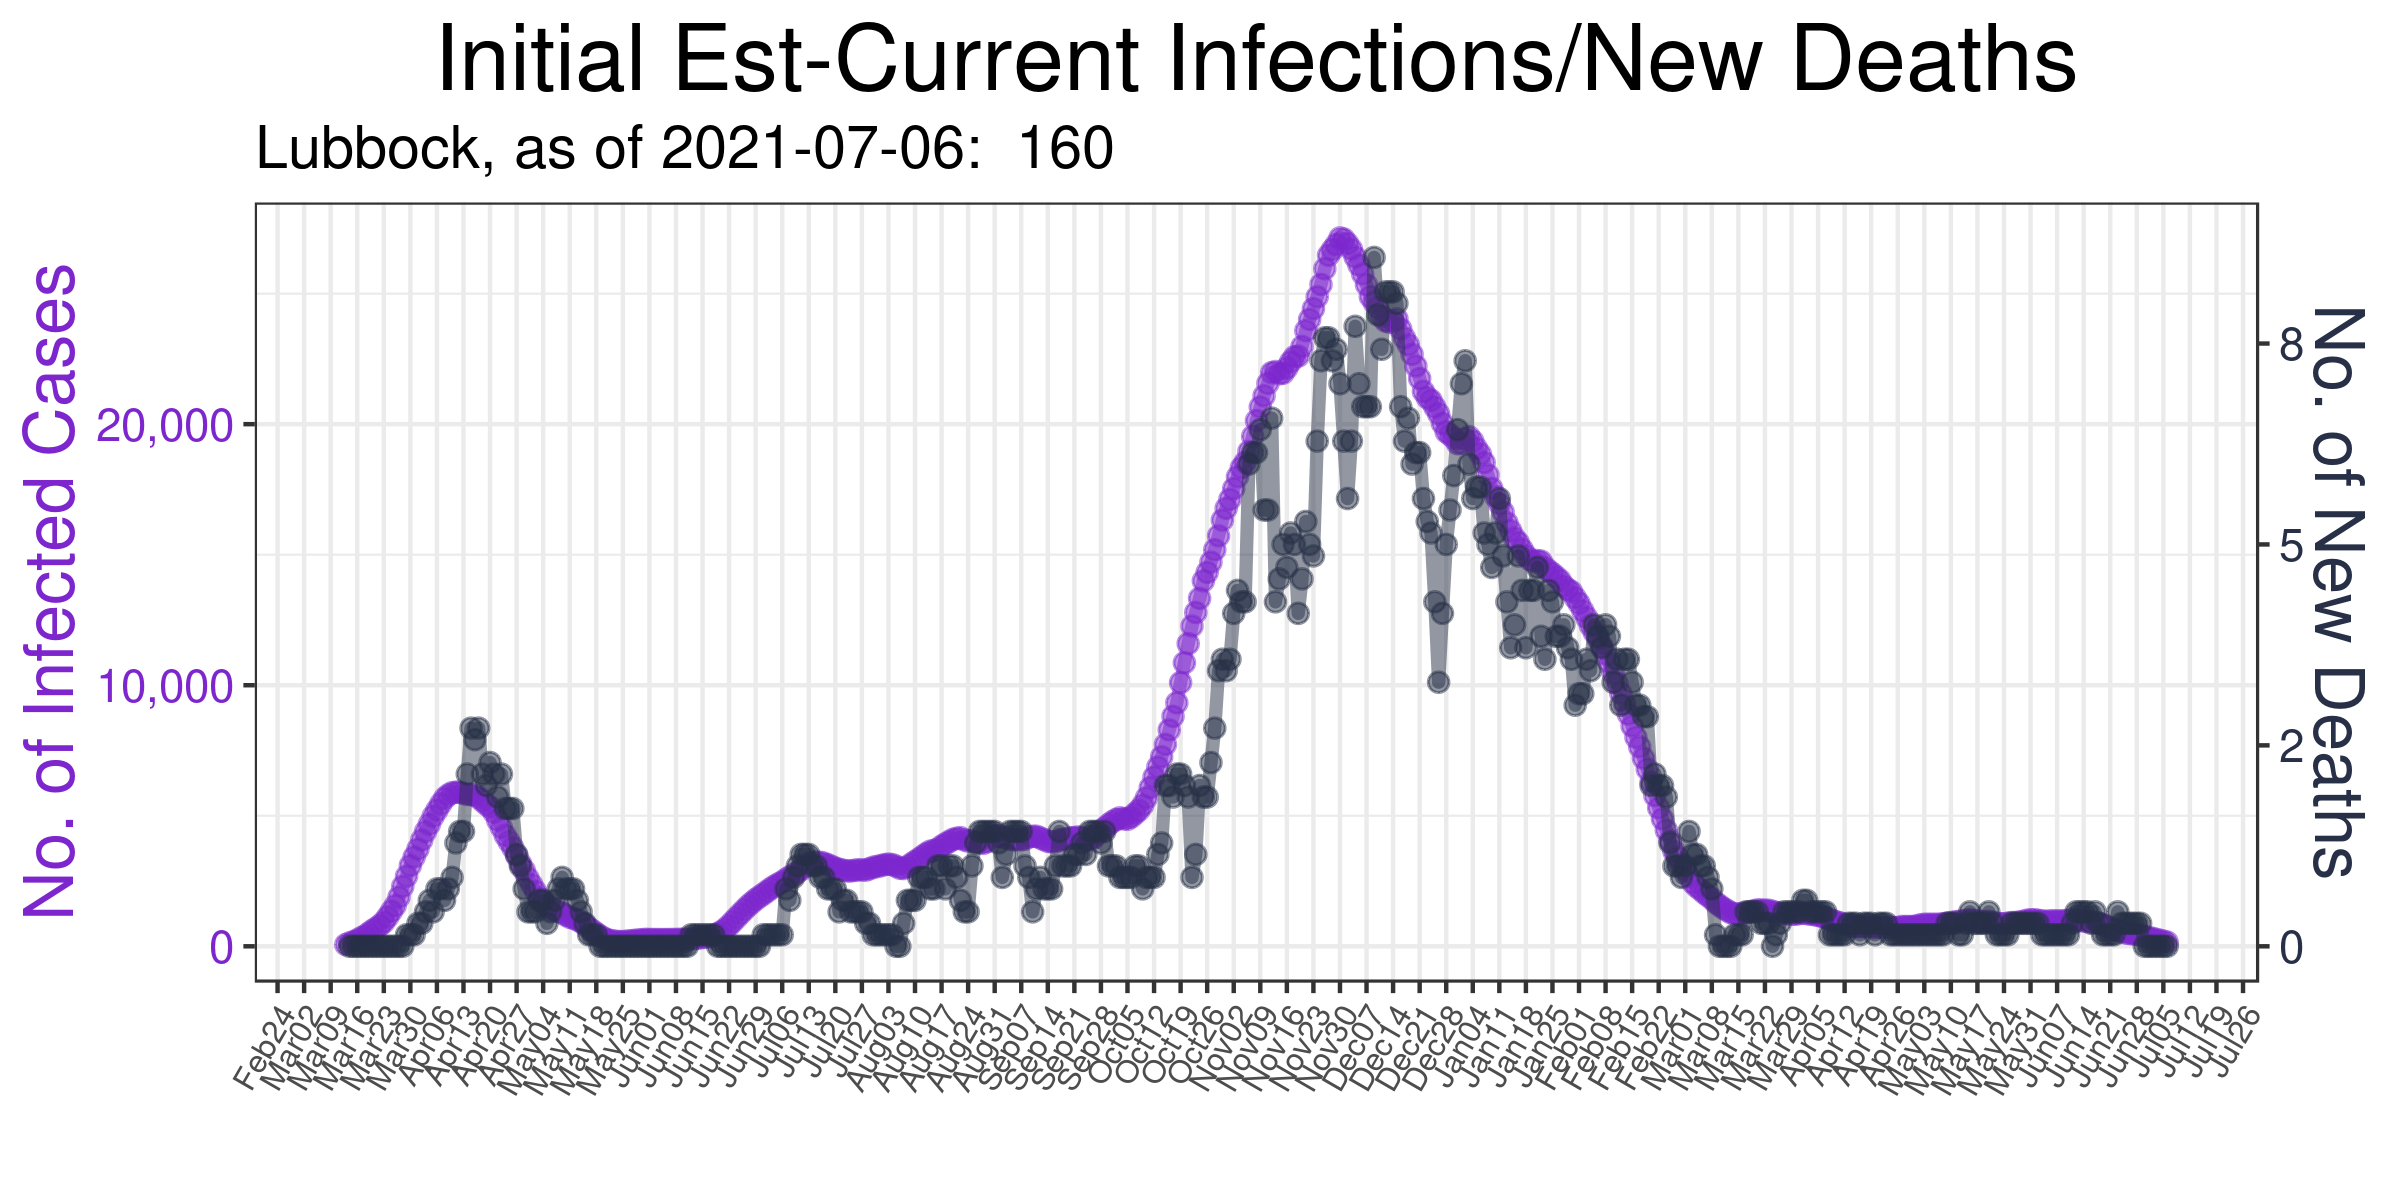 Initial Est-Current Infections/New Deaths
Lubbock, as of 2021-07-06:  160
No. of Infected Cases
20,000
10,000
0
8
5
2
0
No. of New Deaths
Feb24
Mar02
Mar09
Mar16
Mar23
Mar30
Apr06
Apr13
Apr20
Apr27
May04
May11
May18
May25
Jun01
Jun08
Jun15
Jun22
Jun29
Jul06
Jul13
Jul20
Jul27
Aug03
Aug10
Aug17
Aug24
Aug31
Sep07
Sep14
Sep21
Sep28
Oct05
Oct12
Oct19
Oct26
Nov02
Nov09
Nov16
Nov23
Nov30
Dec07
Dec14
Dec21
Dec28
Jan04
Jan11
Jan18
Jan25
Feb01
Feb08
Feb15
Feb22
Mar01
Mar08
Mar15
Mar22
Mar29
Apr05
Apr12
Apr19
Apr26
May03
May10
May17
May24
May31
Jun07
Jun14
Jun21
Jun28
Jul05
Jul12
Jul19
Jul26